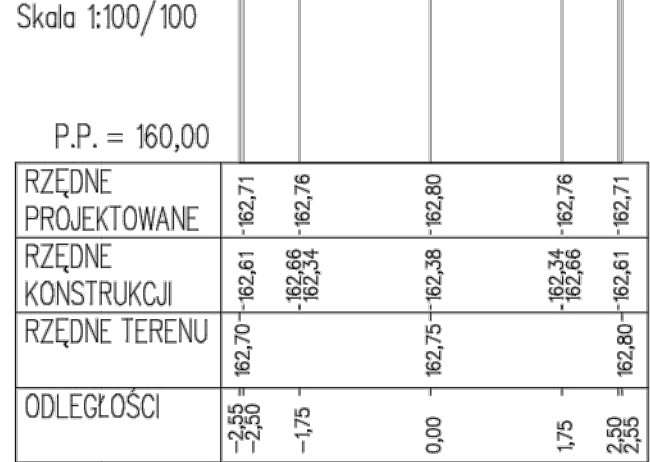 Skala 1:100/100
P.P. = 160,00
RZĘDNE
PROJEKTOWANE
-162,71
-162,76
-162,80
-162,76
-162,71
RZĘDNE
KONSTRUKCJI
-162,61
-162,66
-162,34
-162,38
-162,34
-162,66
-162,61
RZĘDNE TERENU
162,70-
162,75-
162,80-
ODLEGŁOŚCI
-2,55
-2,50
-1,75
0,00
1,75
2,50
2,55